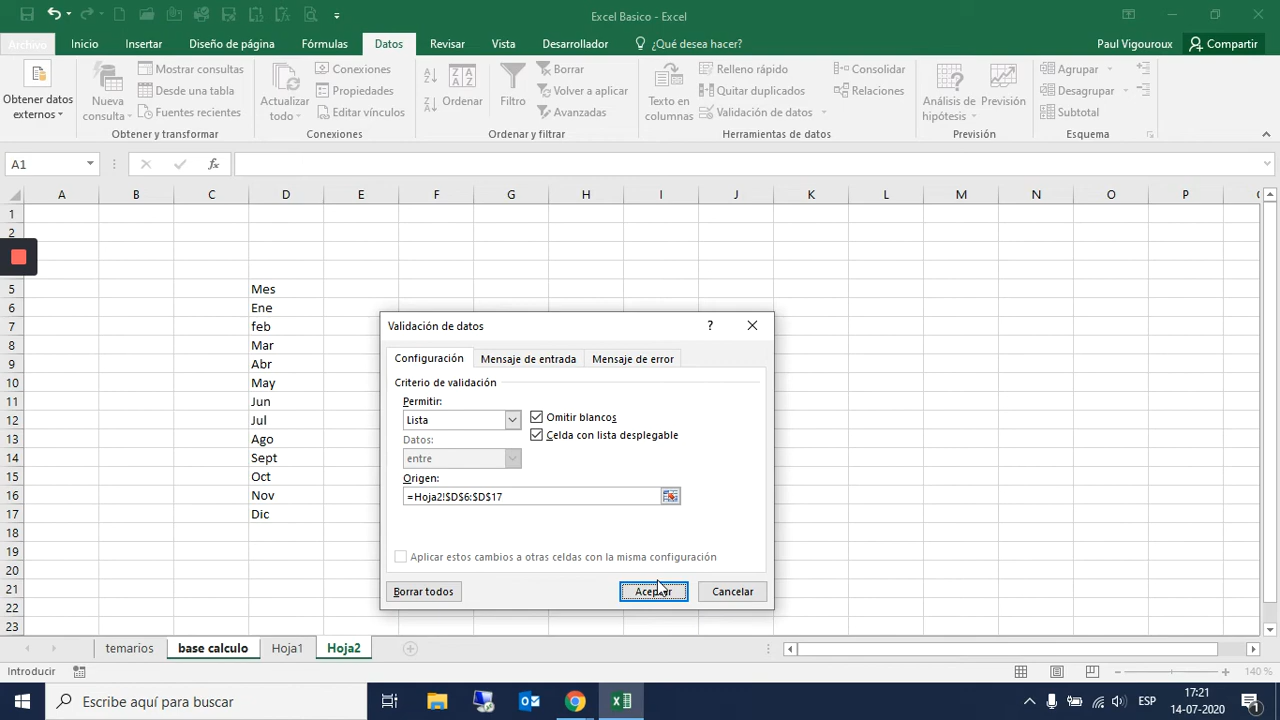 Excel Basico - Excel
Archivo Inicio Insertar Diseño de página Fórmulas Datos Revisar Vista Desarrollador ¿Qué desea hacer? Paul Vigouroux Compartir
Obtener datos externos
Nueva consulta
Mostrar consultas
Desde una tabla
Fuentes recientes
Obtener y transformar
Actualizar todo
Conexiones
Propiedades
Editar vínculos
Conexiones
Ordenar
Filtro
Borrar
Volver a aplicar
Avanzadas
Ordenar y filtrar
Texto en columnas
Relleno rápido
Quitar duplicados
Validación de datos
Consolidar
Relaciones
Herramientas de datos
Análisis de hipótesis
Previsión
Previsión
Agrupar
Desagrupar
Subtotal
Esquema
A1
A B C D E F G H I J K L M N O P
1
2
5 Mes
6 Ene
7 feb
8 Mar
9 Abr
10 May
11 Jun
12 Jul
13 Ago
14 Sept
15 Oct
16 Nov
17 Dic
18
19
20
21
22
23
Validación de datos ?
Configuración Mensaje de entrada Mensaje de error
Criterio de validación
Permitir:
Lista
Omitir blancos
Datos:
Celda con lista desplegable
entre
Origen:
=Hoja2!$D$6:$D$17
Aplicar estos cambios a otras celdas con la misma configuración
Borrar todos Aceptar Cancelar
temarios base calculo Hoja1 Hoja2
Introducir 140 %
Escribe aquí para buscar ESP 17:21
14-07-2020